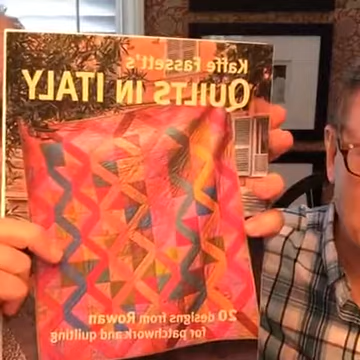 Kaffe Fassett's
QUILTS IN ITALY
20 designs from Rowan
for patchwork and quilting